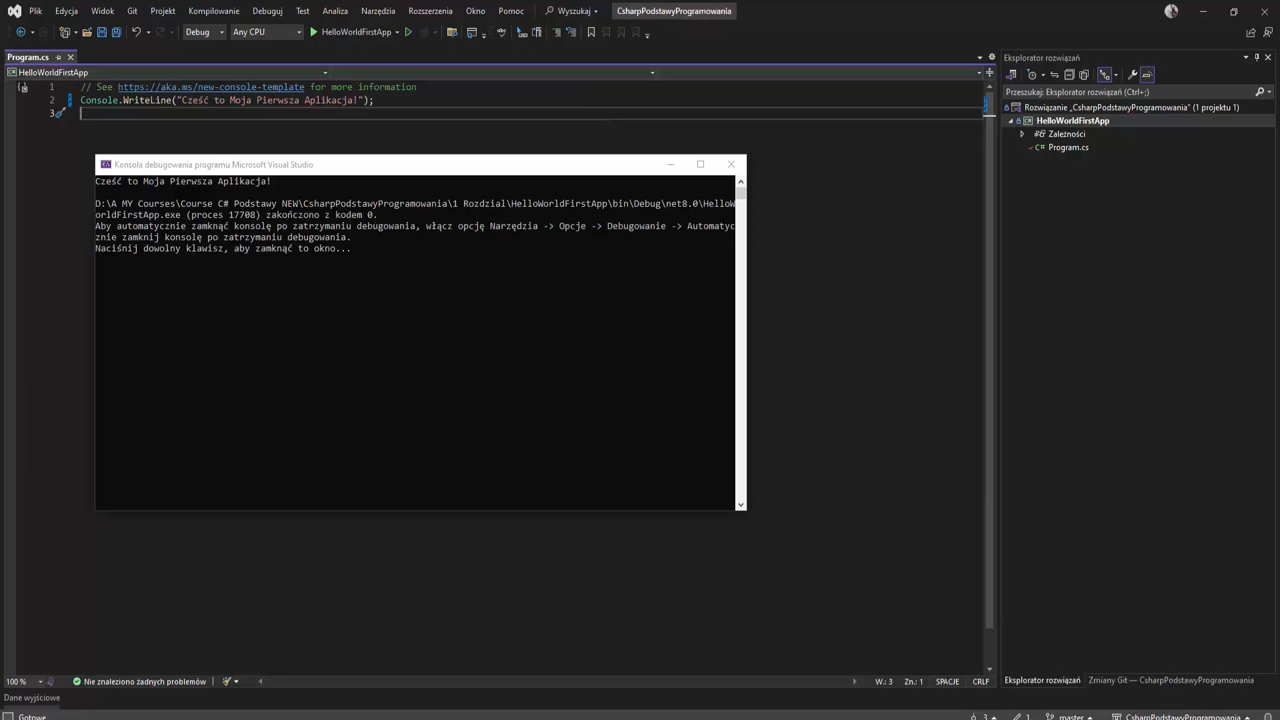 Plik Edycja Widok Git Projekt Kompilowanie Debuguj Test Analiza Narzędzia Rozszerzenia Okno Pomoc Wyszukaj CsharpPodstawyProgramowania
Debug Any CPU HelloWorldFirstApp
Program.cs
HelloWorldFirstApp
1 // See https://aka.ms/new-console-template for more information
2 Console.WriteLine("Cześć to Moja Pierwsza Aplikacja!");
3
Konsola debugowania programu Microsoft Visual Studio
Cześć to Moja Pierwsza Aplikacja!
D:\A MY Courses\Course C# Podstawy NEW\CsharpPodstawyProgramowania\1 Rozdzial\HelloWorldFirstApp\bin\Debug\net8.0\HelloW
orldFirstApp.exe (proces 17708) zakończono z kodem 0.
Aby automatycznie zamknąć konsolę po zatrzymaniu debugowania, włącz opcję Narzędzia -> Opcje -> Debugowanie -> Automatyc
znie zamknij konsolę po zatrzymaniu debugowania.
Naciśnij dowolny klawisz, aby zamknąć to okno...
Eksplorator rozwiązań
Przeszukaj: Eksplorator rozwiązań (Ctrl+;)
Rozwiązanie „CsharpPodstawyProgramowania" (1 projektu 1)
HelloWorldFirstApp
Zależności
Program.cs
100 % Nie znaleziono żadnych problemów W.: 3 Zn.: 1 SPACJE CRLF
Eksplorator rozwiązań Zmiany Git — CsharpPodstawyProgramowania
Dane wyjściowe
Gotowe 3 1 master CsharpPodstawyProgramowania